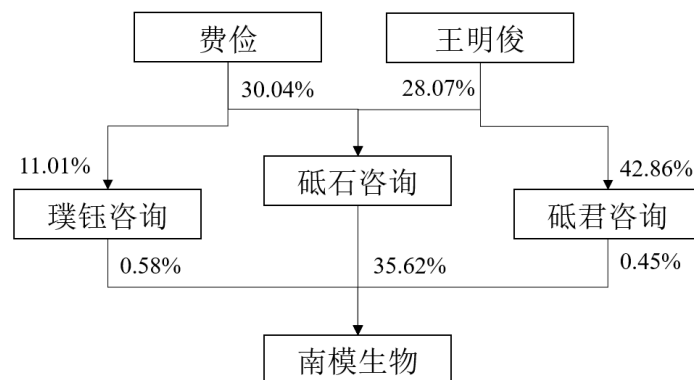 费俭
王明俊
30.04%
28.07%
11.01%
42.86%
璞钰咨询
砥石咨询
砥君咨询
0.58%
35.62%
0.45%
南模生物